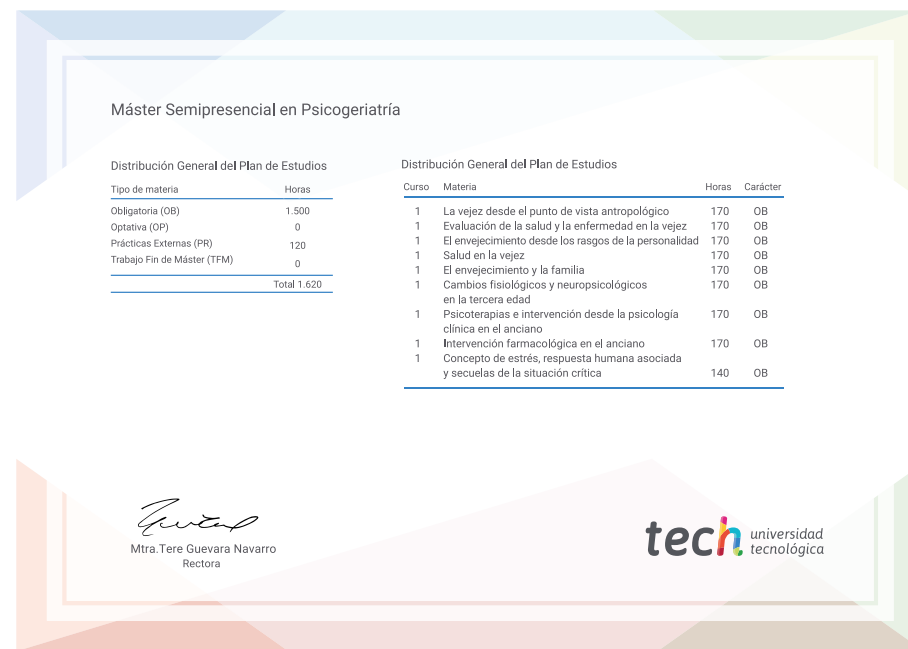 Máster Semipresencial en Psicogeriatría
Distribución General del Plan de Estudios
Tipo de materia Horas
Obligatoria (OB) 1.500
Optativa (OP) 0
Prácticas Externas (PR) 120
Trabajo Fin de Máster (TFM) 0
Total 1.620
Distribución General del Plan de Estudios
Curso Materia Horas Carácter
1 La vejez desde el punto de vista antropológico 170 OB
1 Evaluación de la salud y la enfermedad en la vejez 170 OB
1 El envejecimiento desde los rasgos de la personalidad 170 OB
1 Salud en la vejez 170 OB
1 El envejecimiento y la familia 170 OB
1 Cambios fisiológicos y neuropsicológicos 170 OB
en la tercera edad
1 Psicoterapias e intervención desde la psicología 170 OB
clínica en el anciano
1 Intervención farmacológica en el anciano 170 OB
1 Concepto de estrés, respuesta humana asociada
y secuelas de la situación crítica 140 OB
Mtra.Tere Guevara Navarro
Rectora
tech universidad
tecnológica